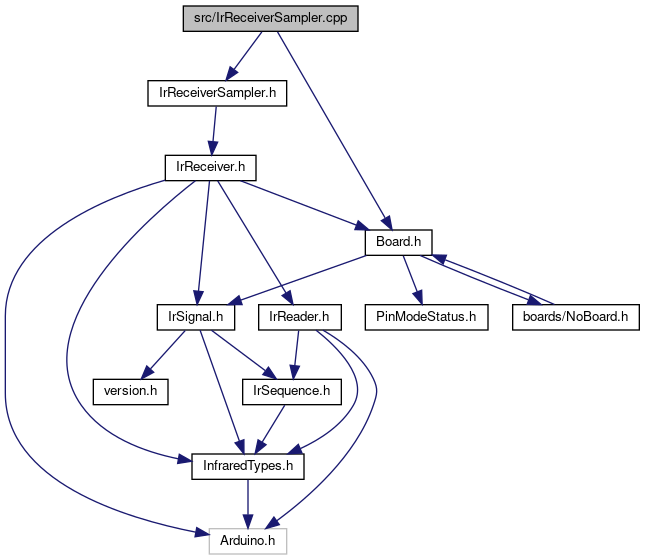 src/IrReceiverSampler.cpp
IrReceiverSampler.h
IrReceiver.h
Board.h
IrSignal.h
IrReader.h
PinModeStatus.h
boards/NoBoard.h
version.h
IrSequence.h
InfraredTypes.h
Arduino.h